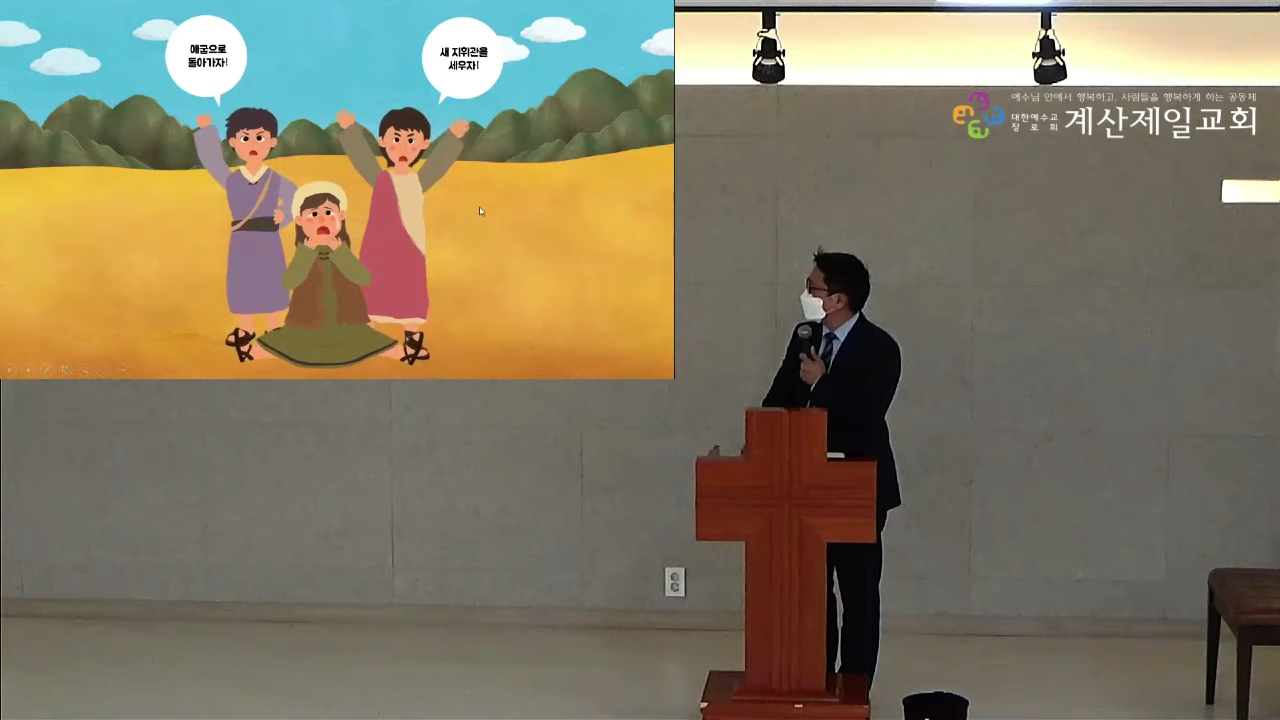 애굽으로
돌아가자!
새 지휘관을
세우자!
예수님 안에서 행복하고, 사람들을 행복하게 하는 공동체
대한예수교
장로회
계산제일교회